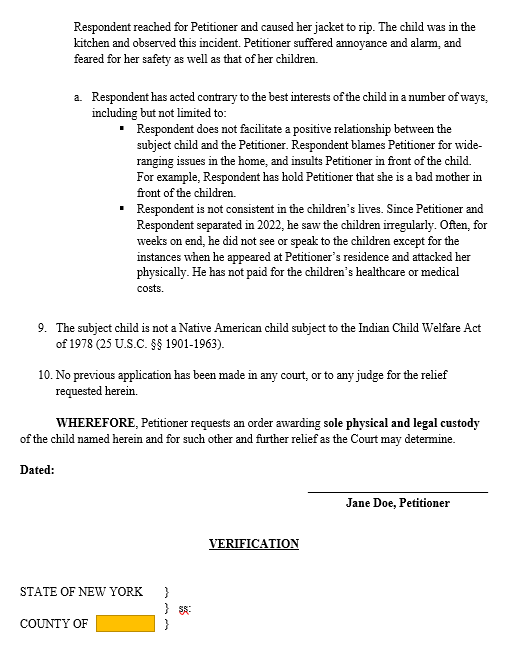 Respondent reached for Petitioner and caused her jacket to rip. The child was in the
kitchen and observed this incident. Petitioner suffered annoyance and alarm, and
feared for her safety as well as that of her children.
a. Respondent has acted contrary to the best interests of the child in a number of ways,
including but not limited to:
▪ Respondent does not facilitate a positive relationship between the
subject child and the Petitioner. Respondent blames Petitioner for wide-
ranging issues in the home, and insults Petitioner in front of the child.
For example, Respondent has hold Petitioner that she is a bad mother in
front of the children.
▪ Respondent is not consistent in the children’s lives. Since Petitioner and
Respondent separated in 2022, he saw the children irregularly. Often, for
weeks on end, he did not see or speak to the children except for the
instances when he appeared at Petitioner’s residence and attacked her
physically. He has not paid for the children’s healthcare or medical
costs.
9. The subject child is not a Native American child subject to the Indian Child Welfare Act
of 1978 (25 U.S.C. §§ 1901-1963).
10. No previous application has been made in any court, or to any judge for the relief
requested herein.
WHEREFORE, Petitioner requests an order awarding sole physical and legal custody
of the child named herein and for such other and further relief as the Court may determine.
Dated:
Jane Doe, Petitioner
VERIFICATION
STATE OF NEW YORK }
} ss:
COUNTY OF }